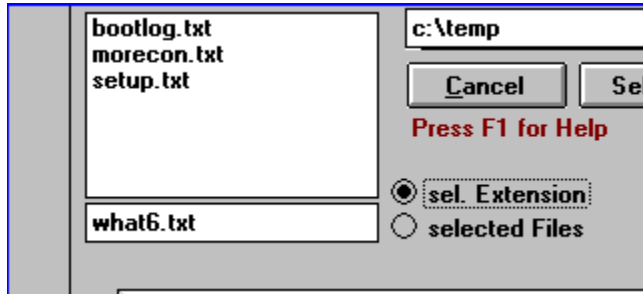 bootlog.txt
morecon.txt
setup.txt
what6.txt
c:\temp
Cancel
Press F1 for Help
sel. Extension
selected Files